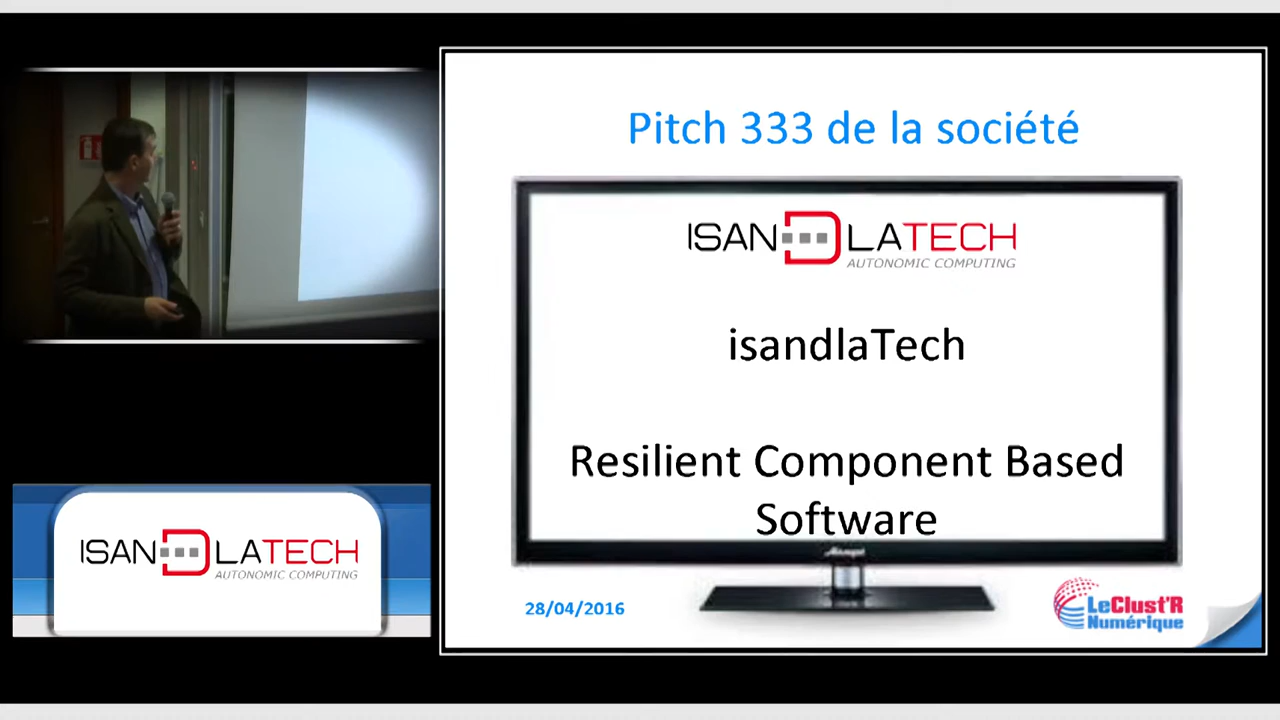 Pitch 333 de la société
ISANDLATECH
AUTONOMIC COMPUTING
isandlaTech
Resilient Component Based
Software
28/04/2016
LeClust'R
Numérique
ISANDLATECH
AUTONOMIC COMPUTING